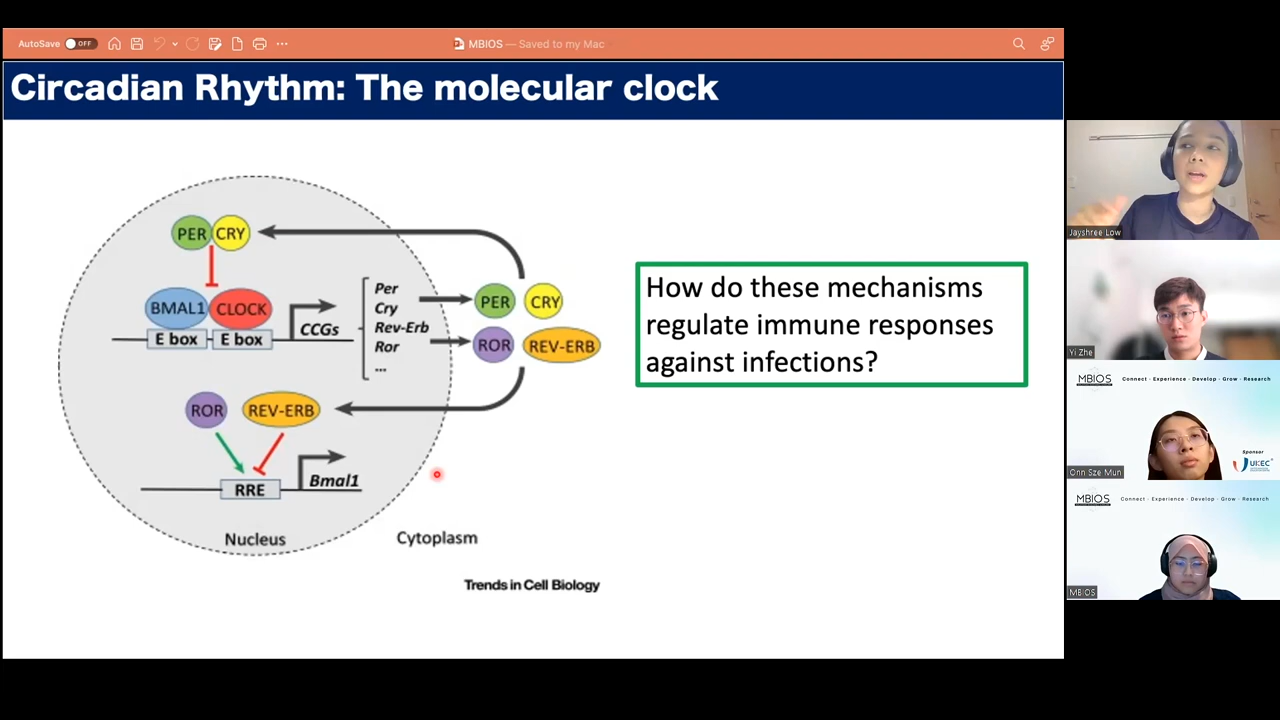 AutoSave OFF
MBIOS — Saved to my Mac
Circadian Rhythm: The molecular clock
PER CRY
BMAL1 CLOCK
E box E box
CCGs
Per
Cry
Rev-Erb
Ror
...
PER CRY
ROR REV-ERB
ROR REV-ERB
RRE
Bmal1
Nucleus
Cytoplasm
Trends in Cell Biology
How do these mechanisms
regulate immune responses
against infections?
Jayshree Low
Yi Zhe
MBIOS
Connect · Experience · Develop · Grow · Research
Sponsor
UKEC
Onn Sze Mun
MBIOS
Connect · Experience · Develop · Grow · Research
MBIOS